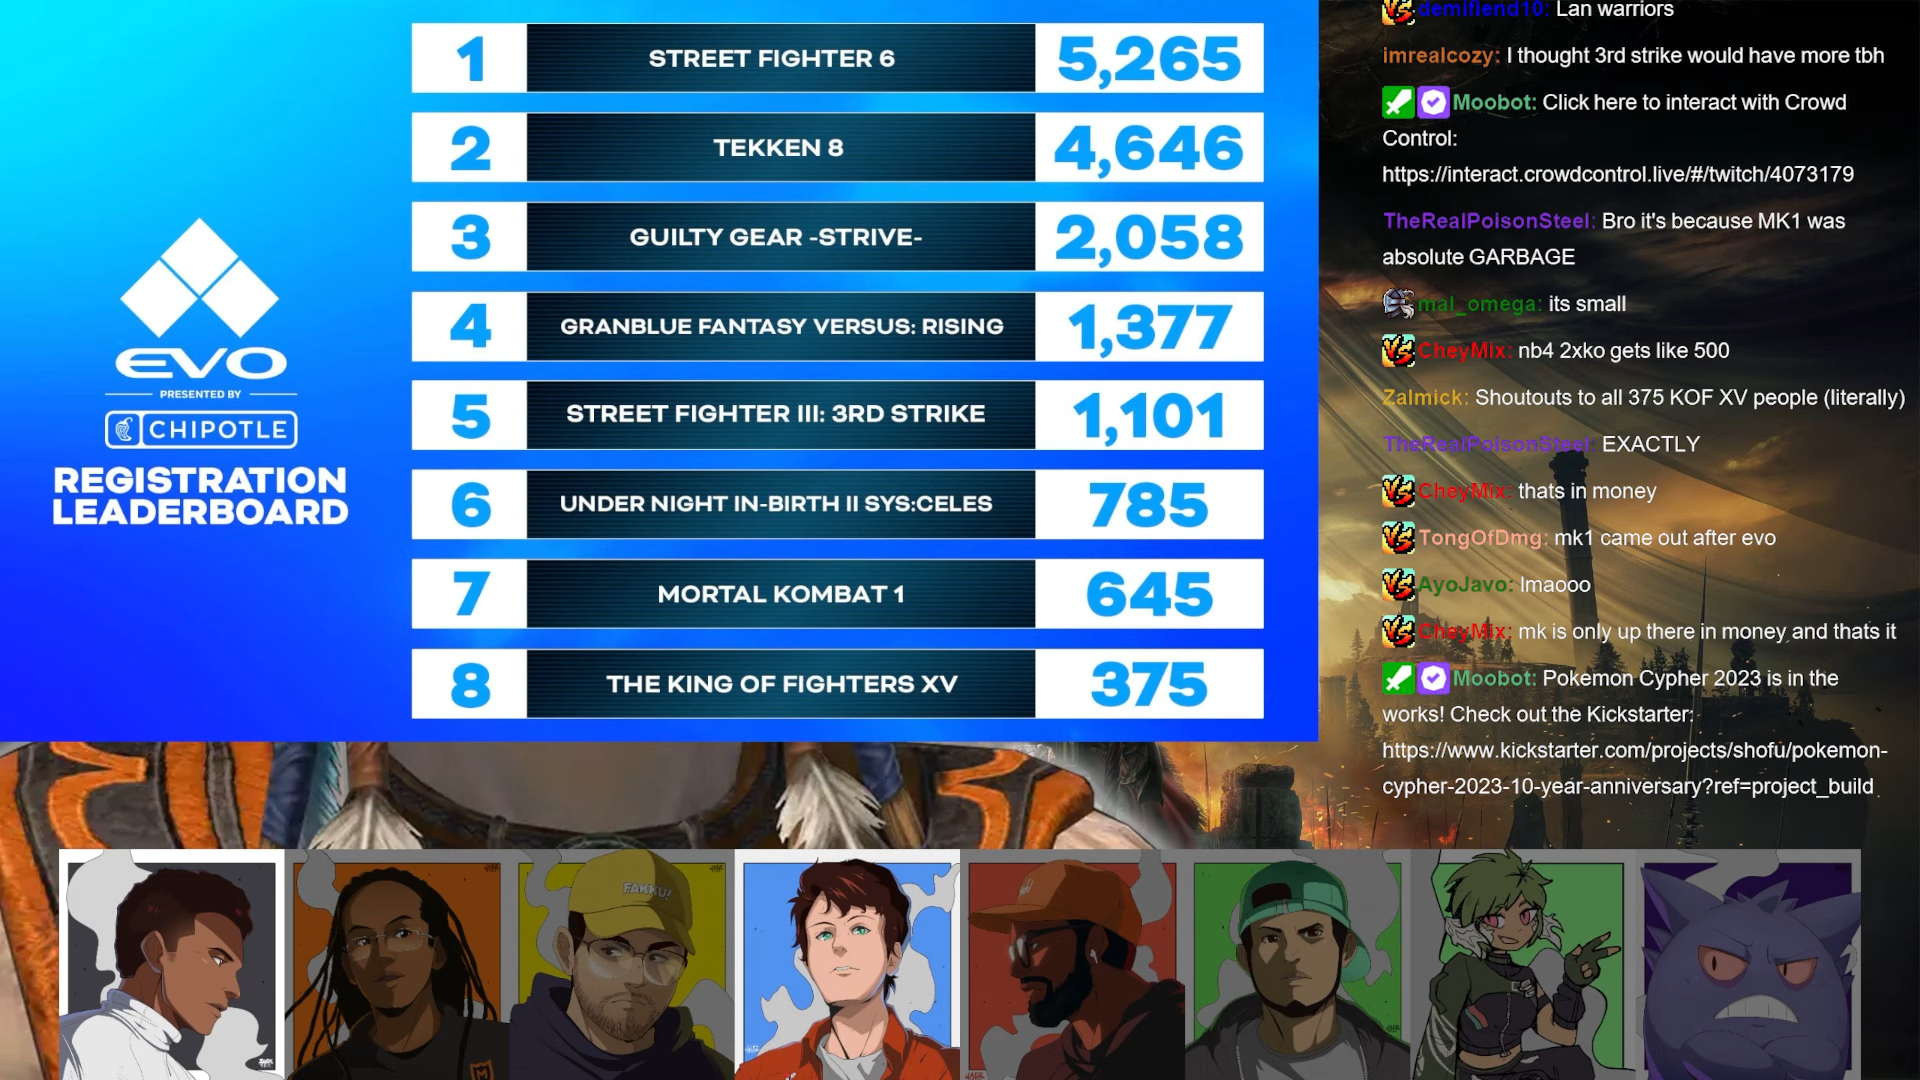 EVO
PRESENTED BY
CHIPOTLE
REGISTRATION
LEADERBOARD
1 STREET FIGHTER 6 5,265
2 TEKKEN 8 4,646
3 GUILTY GEAR -STRIVE- 2,058
4 GRANBLUE FANTASY VERSUS: RISING 1,377
5 STREET FIGHTER III: 3RD STRIKE 1,101
6 UNDER NIGHT IN-BIRTH II SYS:CELES 785
7 MORTAL KOMBAT 1 645
8 THE KING OF FIGHTERS XV 375
demifiend10: Lan warriors
imrealcozy: I thought 3rd strike would have more tbh
Moobot: Click here to interact with Crowd
Control:
https://interact.crowdcontrol.live/#/twitch/4073179
TheRealPoisonSteel: Bro it's because MK1 was
absolute GARBAGE
mal_omega: its small
VS CheyMix: nb4 2xko gets like 500
Zalmick: Shoutouts to all 375 KOF XV people (literally)
TheRealPoisonSteel: EXACTLY
VS CheyMix: thats in money
VS TongOfDmg: mk1 came out after evo
VS AyoJavo: lmaooo
VS CheyMix: mk is only up there in money and thats it
Moobot: Pokemon Cypher 2023 is in the
works! Check out the Kickstarter:
https://www.kickstarter.com/projects/shofu/pokemon-
cypher-2023-10-year-anniversary?ref=project_build
FAKKU!